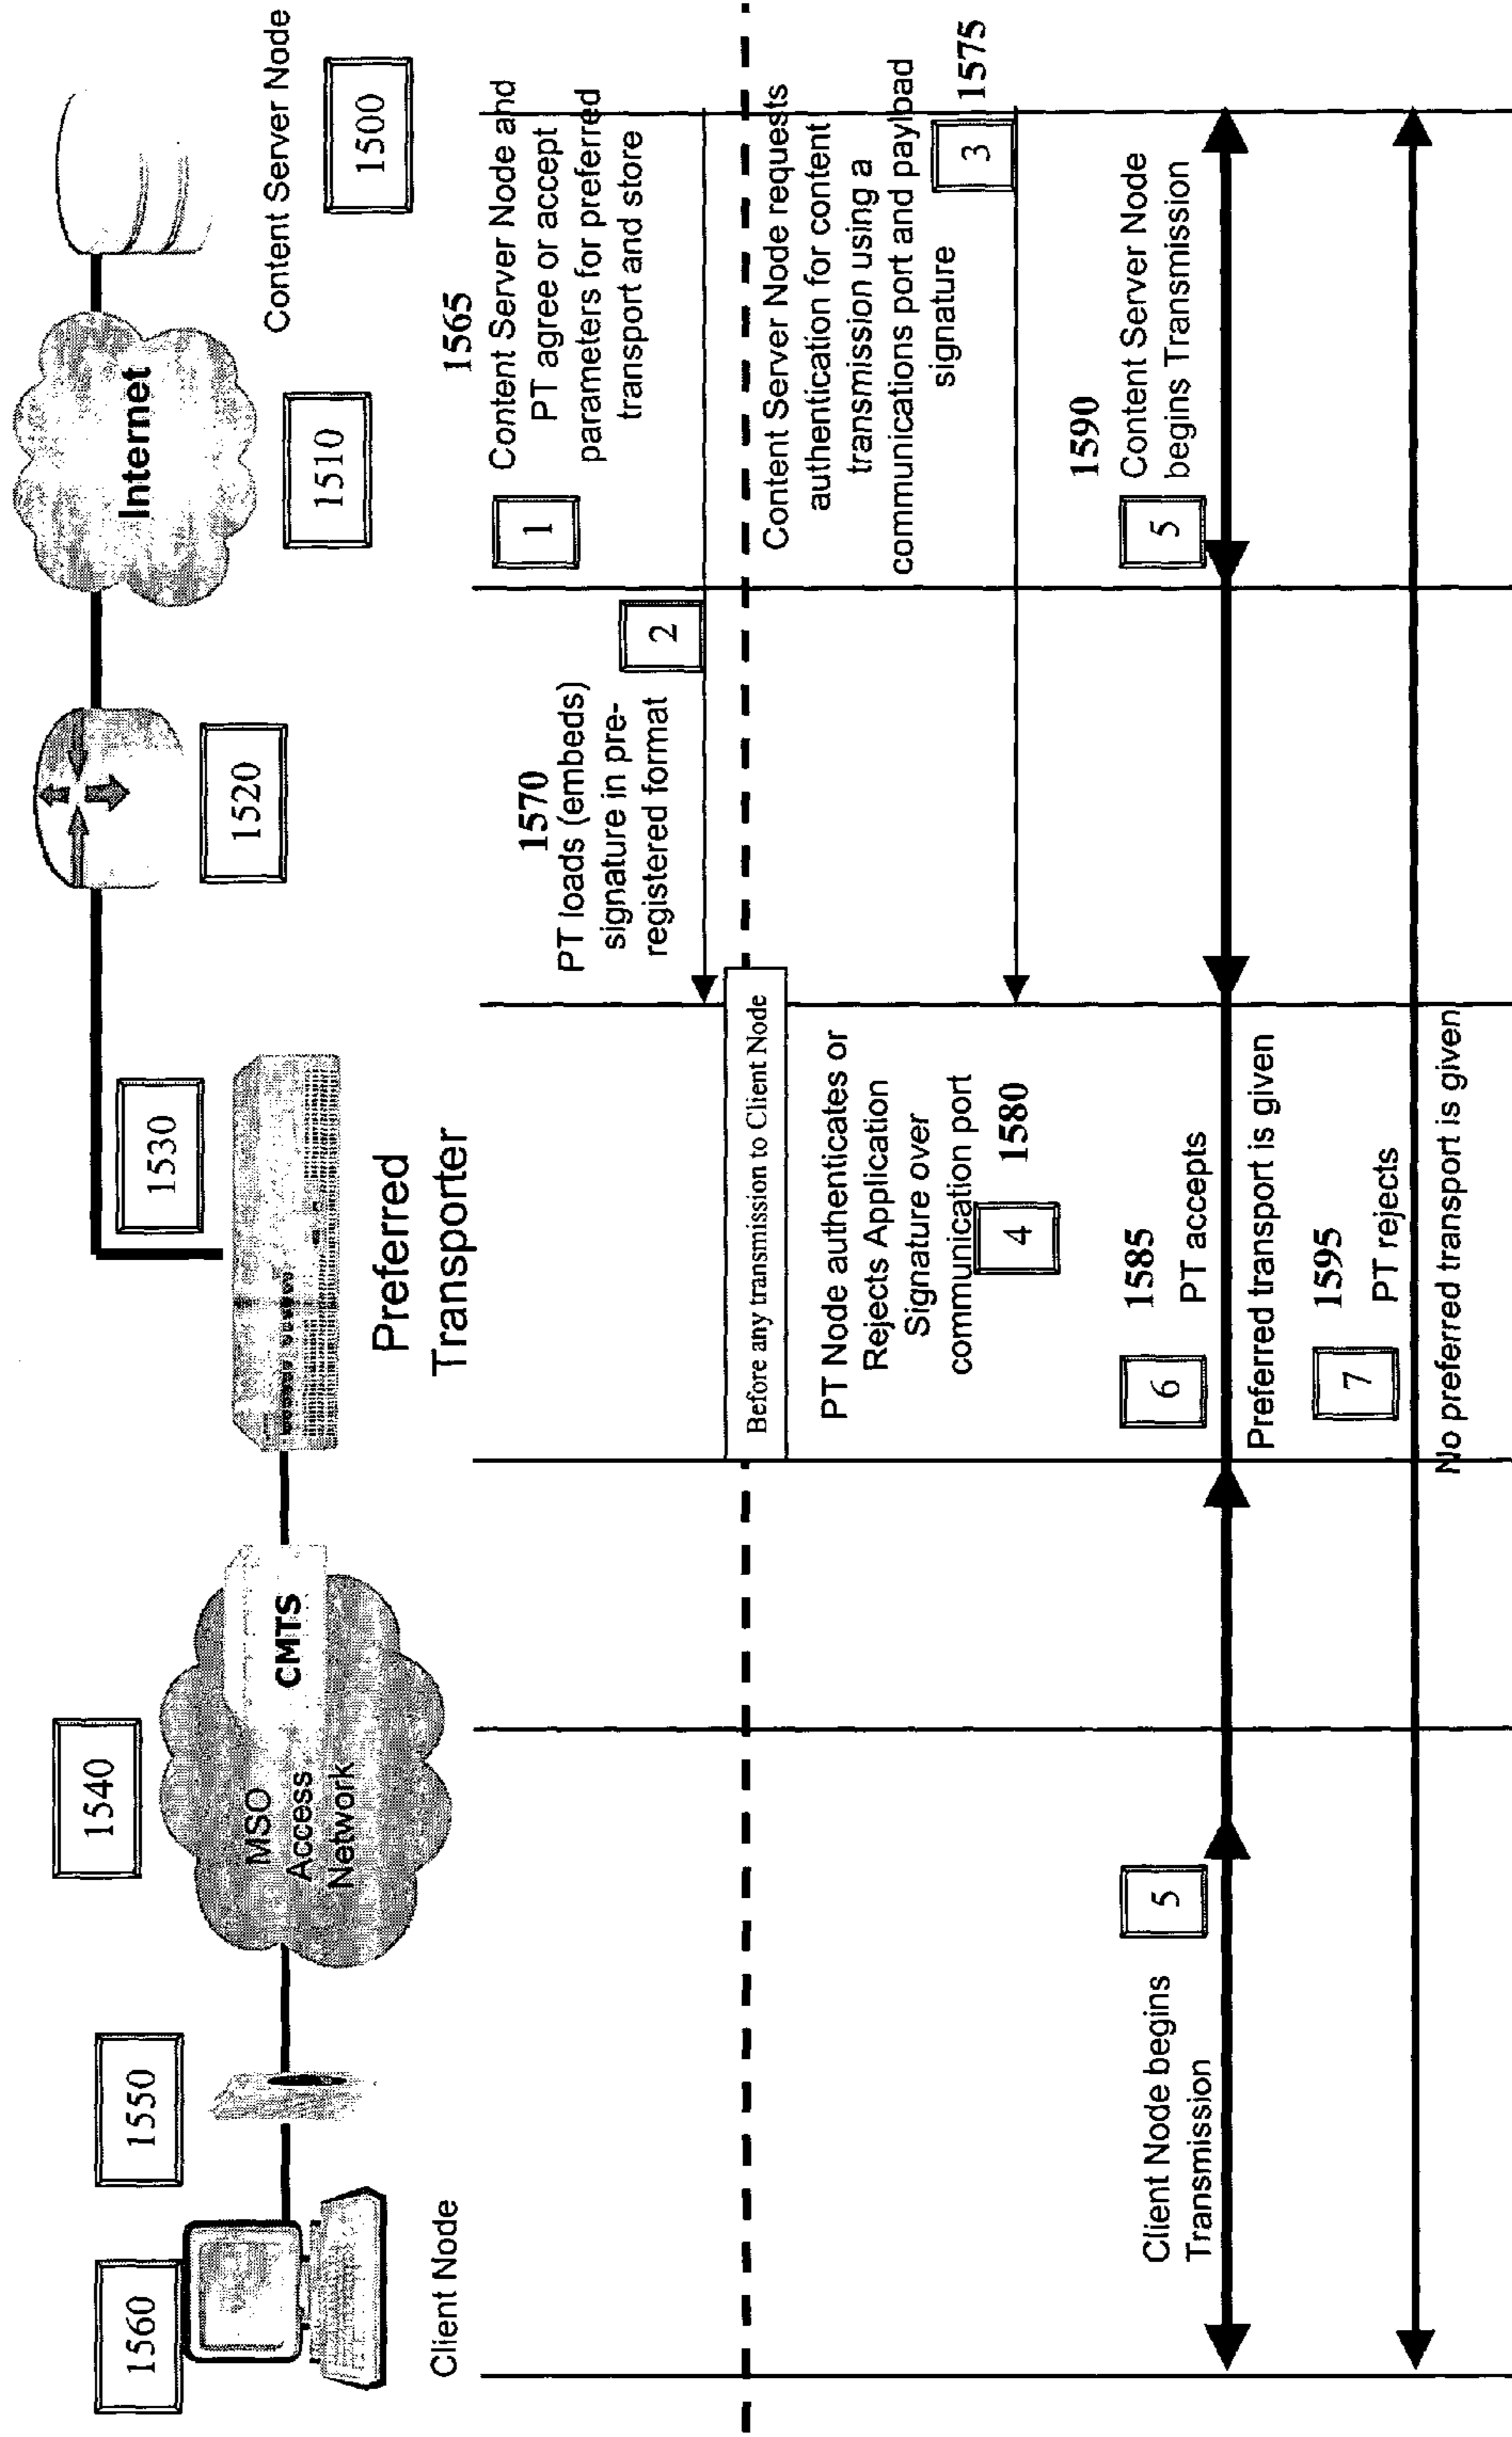 1560
1550
1540
1530
1520
Internet
1510
MSO
Access
Network
CMTS
Client Node
Preferred
Transporter
Content Server Node
1500
1565
1
Content Server Node and
PT agree or accept
parameters for preferred
transport and store
1570
PT loads (embeds)
signature in pre-
registered format
2
Before any transmission to Client Node
Content Server Node requests
authentication for content
transmission using a
communications port and payload
signature
3
1575
PT Node authenticates or
Rejects Application
Signature over
communication port
4
1580
Client Node begins
Transmission
5
6
1585
PT accepts
Preferred transport is given
1590
5
Content Server Node
begins Transmission
7
1595
PT rejects
No preferred transport is given